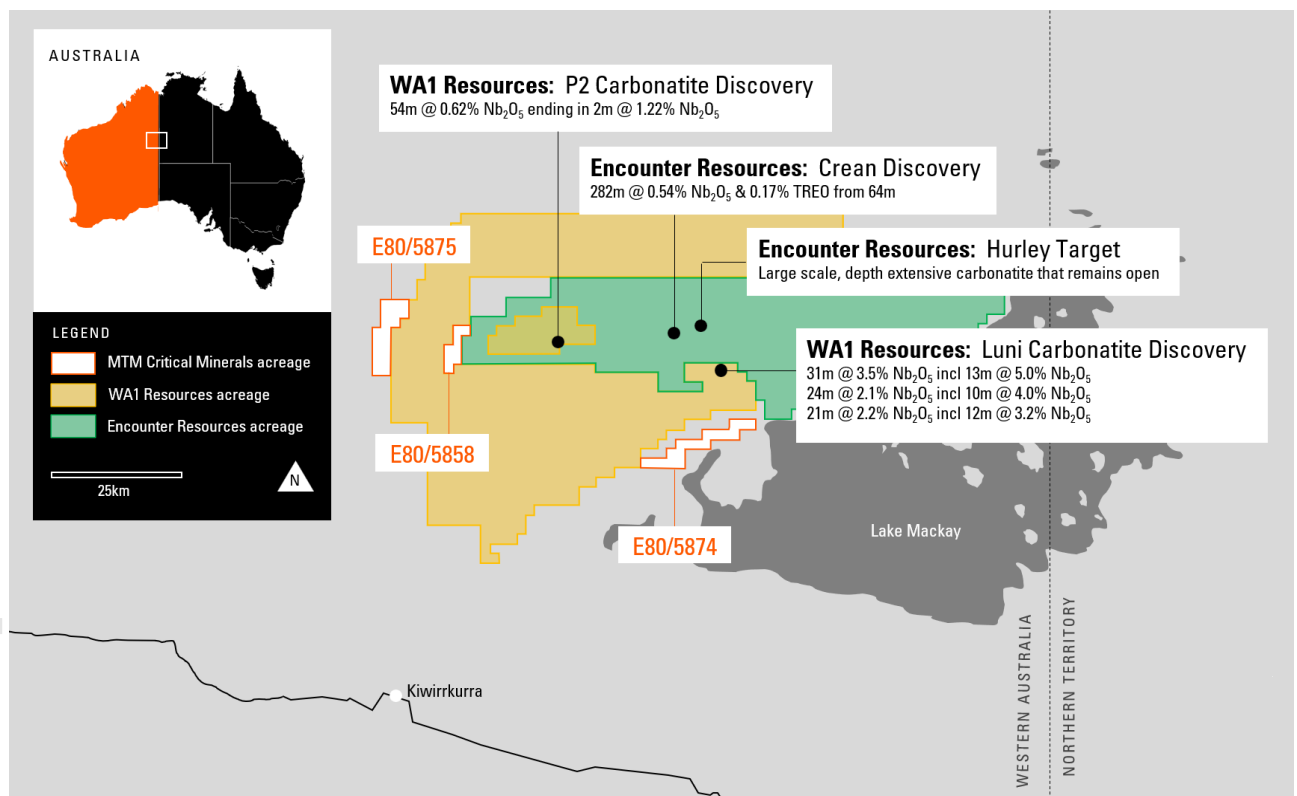 AUSTRALIA
LEGEND
MTM Critical Minerals acreage
WA1 Resources acreage
Encounter Resources acreage
25km
N
WA1 Resources: P2 Carbonatite Discovery
54m @ 0.62% Nb₂O₅ ending in 2m @ 1.22% Nb₂O₅
Encounter Resources: Crean Discovery
282m @ 0.54% Nb₂O₅ & 0.17% TREO from 64m
E80/5875
Encounter Resources: Hurley Target
Large scale, depth extensive carbonatite that remains open
WA1 Resources: Luni Carbonatite Discovery
31m @ 3.5% Nb₂O₅ incl 13m @ 5.0% Nb₂O₅
24m @ 2.1% Nb₂O₅ incl 10m @ 4.0% Nb₂O₅
21m @ 2.2% Nb₂O₅ incl 12m @ 3.2% Nb₂O₅
E80/5858
E80/5874
Lake Mackay
Kiwirrkurra
WESTERN AUSTRALIA
NORTHERN TERRITORY